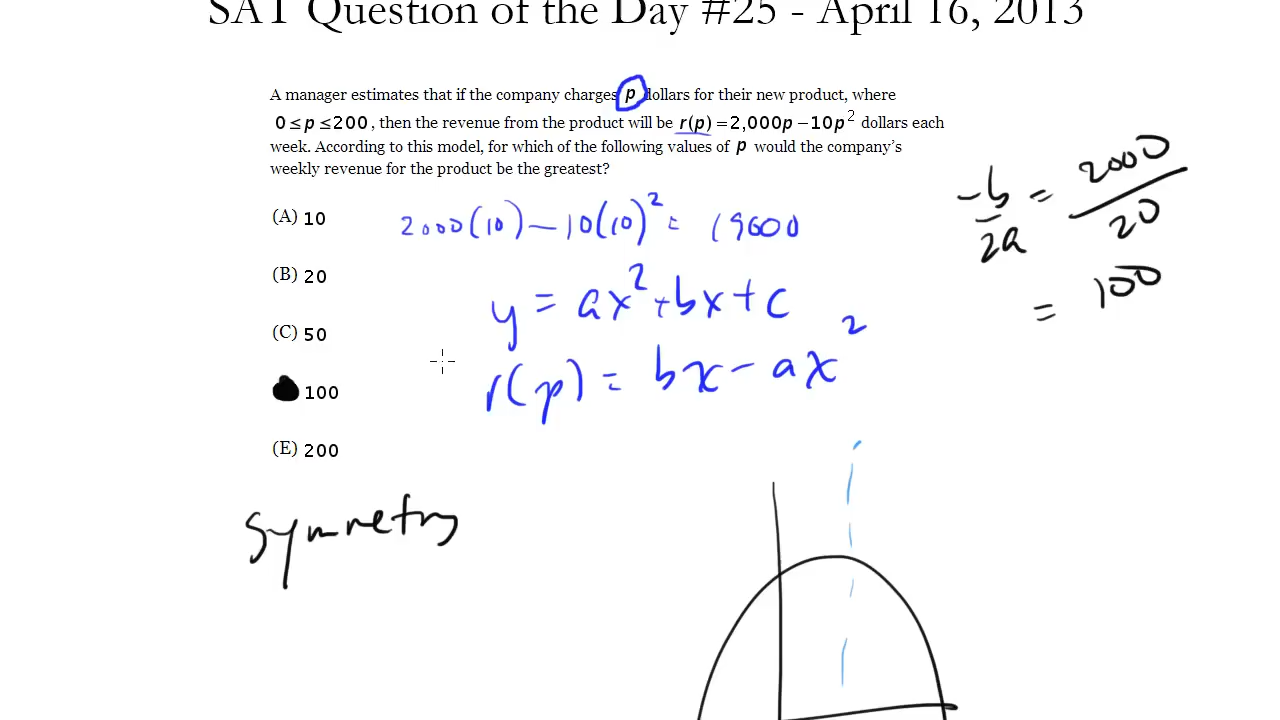 SAT Question of the Day #25 - April 16, 2013
A manager estimates that if the company charges p dollars for their new product, where
0 ≤ p ≤ 200, then the revenue from the product will be r(p) = 2,000p − 10p² dollars each
week. According to this model, for which of the following values of p would the company's
weekly revenue for the product be the greatest?
(A) 10
2000(10) − 10(10)² = 19000
(B) 20
y = ax² + bx + c
(C) 50
r(p) = bx − ax²
100
(E) 200
-b/2a = 2000/20
= 100
symmetry